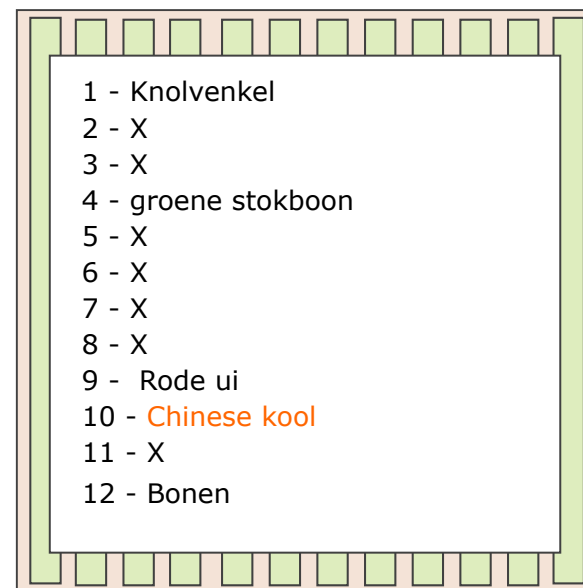 1 - Knolvenkel
2 - X
3 - X
4 - groene stokboon
5 - X
6 - X
7 - X
8 - X
9 - Rode ui
10 - Chinese kool
11 - X
12 - Bonen